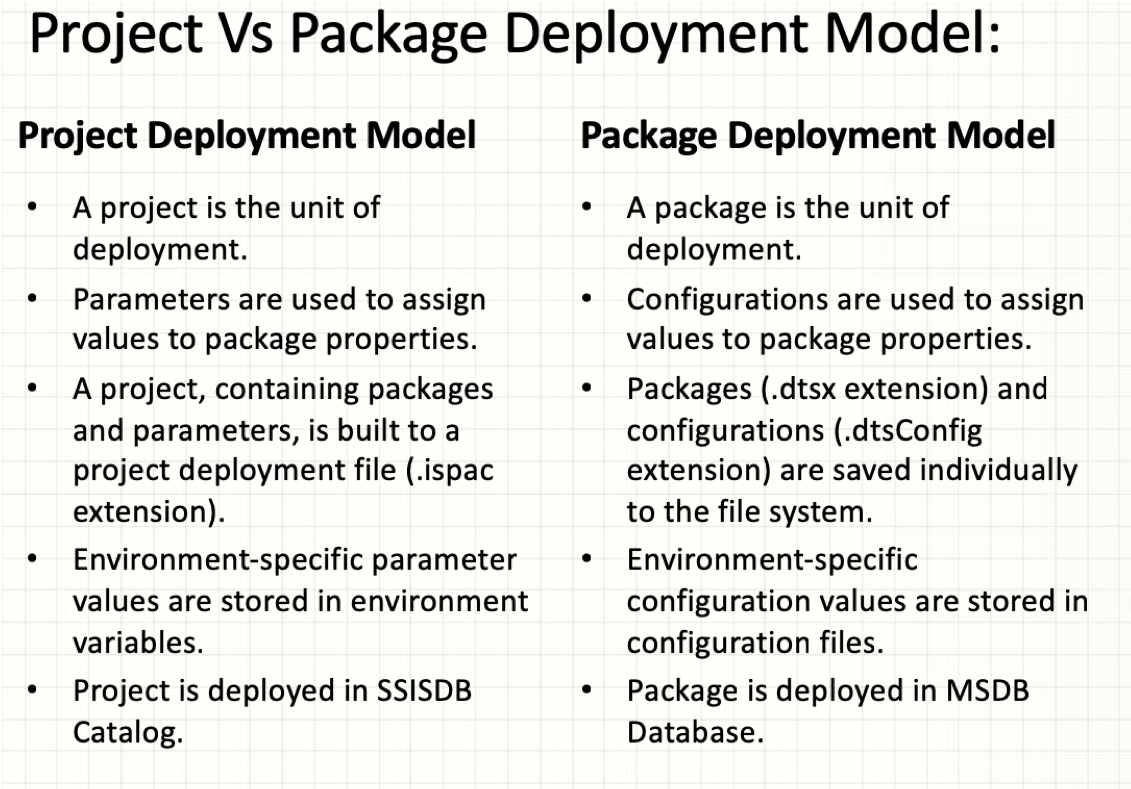 Project Vs Package Deployment Model:
Project Deployment Model
• A project is the unit of
deployment.
• Parameters are used to assign
values to package properties.
• A project, containing packages
and parameters, is built to a
project deployment file (.ispac
extension).
• Environment-specific parameter
values are stored in environment
variables.
• Project is deployed in SSISDB
Catalog.
Package Deployment Model
• A package is the unit of
deployment.
• Configurations are used to assign
values to package properties.
• Packages (.dtsx extension) and
configurations (.dtsConfig
extension) are saved individually
to the file system.
• Environment-specific
configuration values are stored in
configuration files.
• Package is deployed in MSDB
Database.